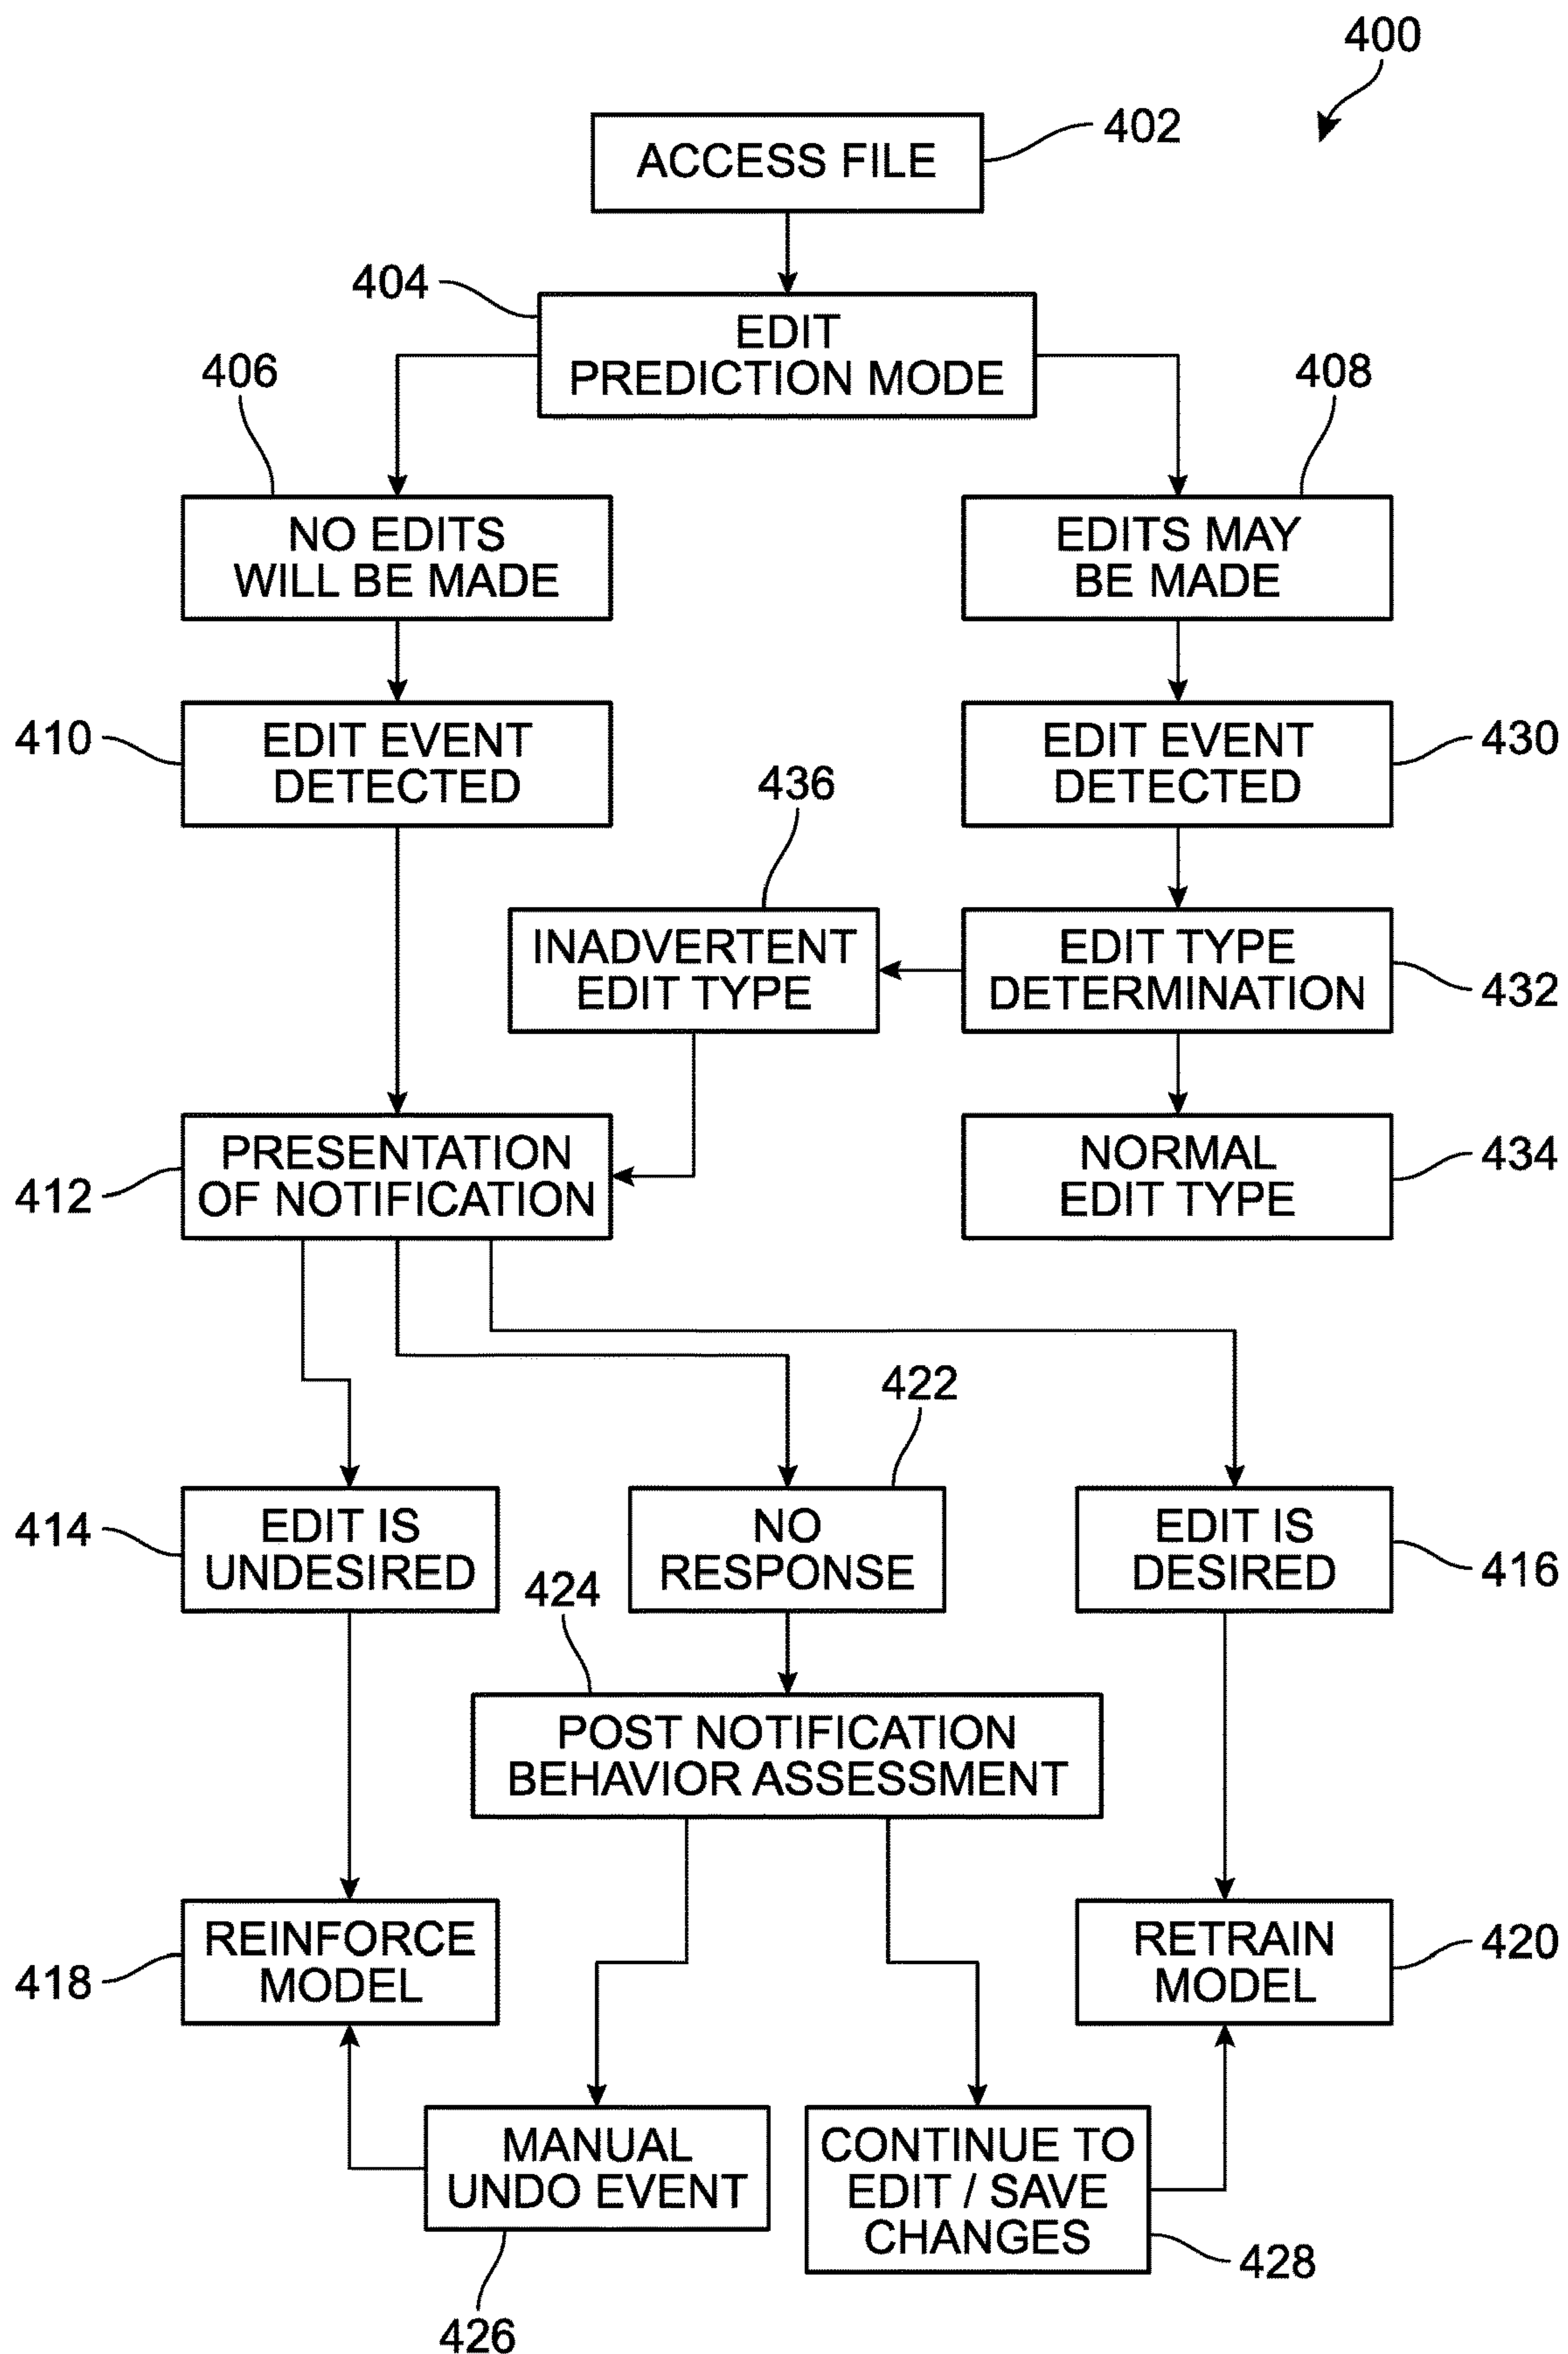 400
402
ACCESS FILE
404
EDIT
PREDICTION MODE
406
408
NO EDITS
WILL BE MADE
EDITS MAY
BE MADE
410
EDIT EVENT
DETECTED
EDIT EVENT
DETECTED
430
436
INADVERTENT
EDIT TYPE
EDIT TYPE
DETERMINATION
432
412
PRESENTATION
OF NOTIFICATION
NORMAL
EDIT TYPE
434
422
414
EDIT IS
UNDESIRED
NO
RESPONSE
EDIT IS
DESIRED
416
424
POST NOTIFICATION
BEHAVIOR ASSESSMENT
418
REINFORCE
MODEL
RETRAIN
MODEL
420
MANUAL
UNDO EVENT
CONTINUE TO
EDIT / SAVE
CHANGES
426
428